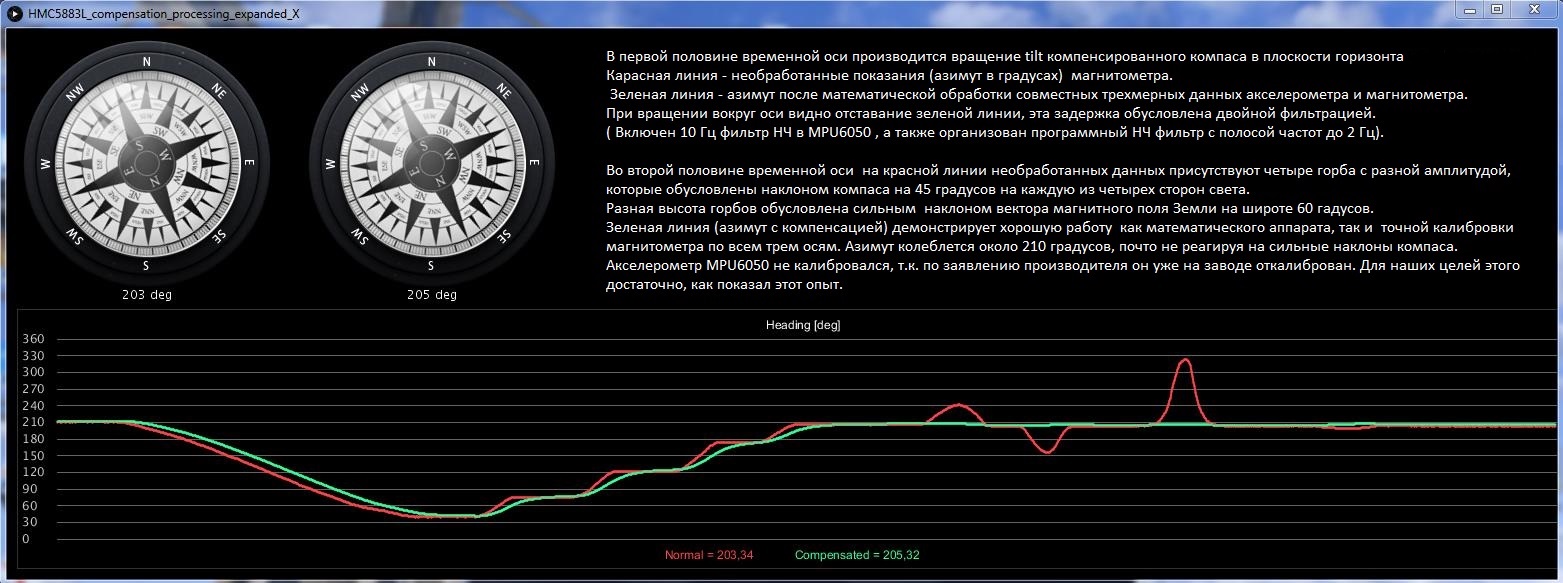 HMC5883L_compensation_processing_expanded_X
N
NE
E
SE
S
SW
W
NW
203 deg
N
NE
E
SE
S
SW
W
NW
205 deg
В первой половине временной оси производится вращение tilt компенсированного компаса в плоскости горизонта
Карасная линия - необработанные показания (азимут в градусах) магнитометра.
Зеленая линия - азимут после математической обработки совместных трехмерных данных акселерометра и магнитометра.
При вращении вокруг оси видно отставание зеленой линии, эта задержка обусловлена двойной фильтрацией.
( Включен 10 Гц фильтр НЧ в MPU6050 , а также организован программный НЧ фильтр с полосой частот до 2 Гц).
Во второй половине временной оси на красной линии необработанных данных присутствуют четыре горба с разной амплитудой,
которые обусловлены наклоном компаса на 45 градусов на каждую из четырех сторон света.
Разная высота горбов обусловлена сильным наклоном вектора магнитного поля Земли на широте 60 гадусов.
Зеленая линия (азимут с компенсацией) демонстрирует хорошую работу как математического аппарата, так и точной калибровки
магнитометра по всем трем осям. Азимут колеблется около 210 градусов, почто не реагируя на сильные наклоны компаса.
Акселерометр MPU6050 не калибровался, т.к. по заявлению производителя он уже на заводе откалиброван. Для наших целей этого
достаточно, как показал этот опыт.
Heading [deg]
360
330
300
270
240
210
180
150
120
90
60
30
0
Normal = 203,34
Compensated = 205,32